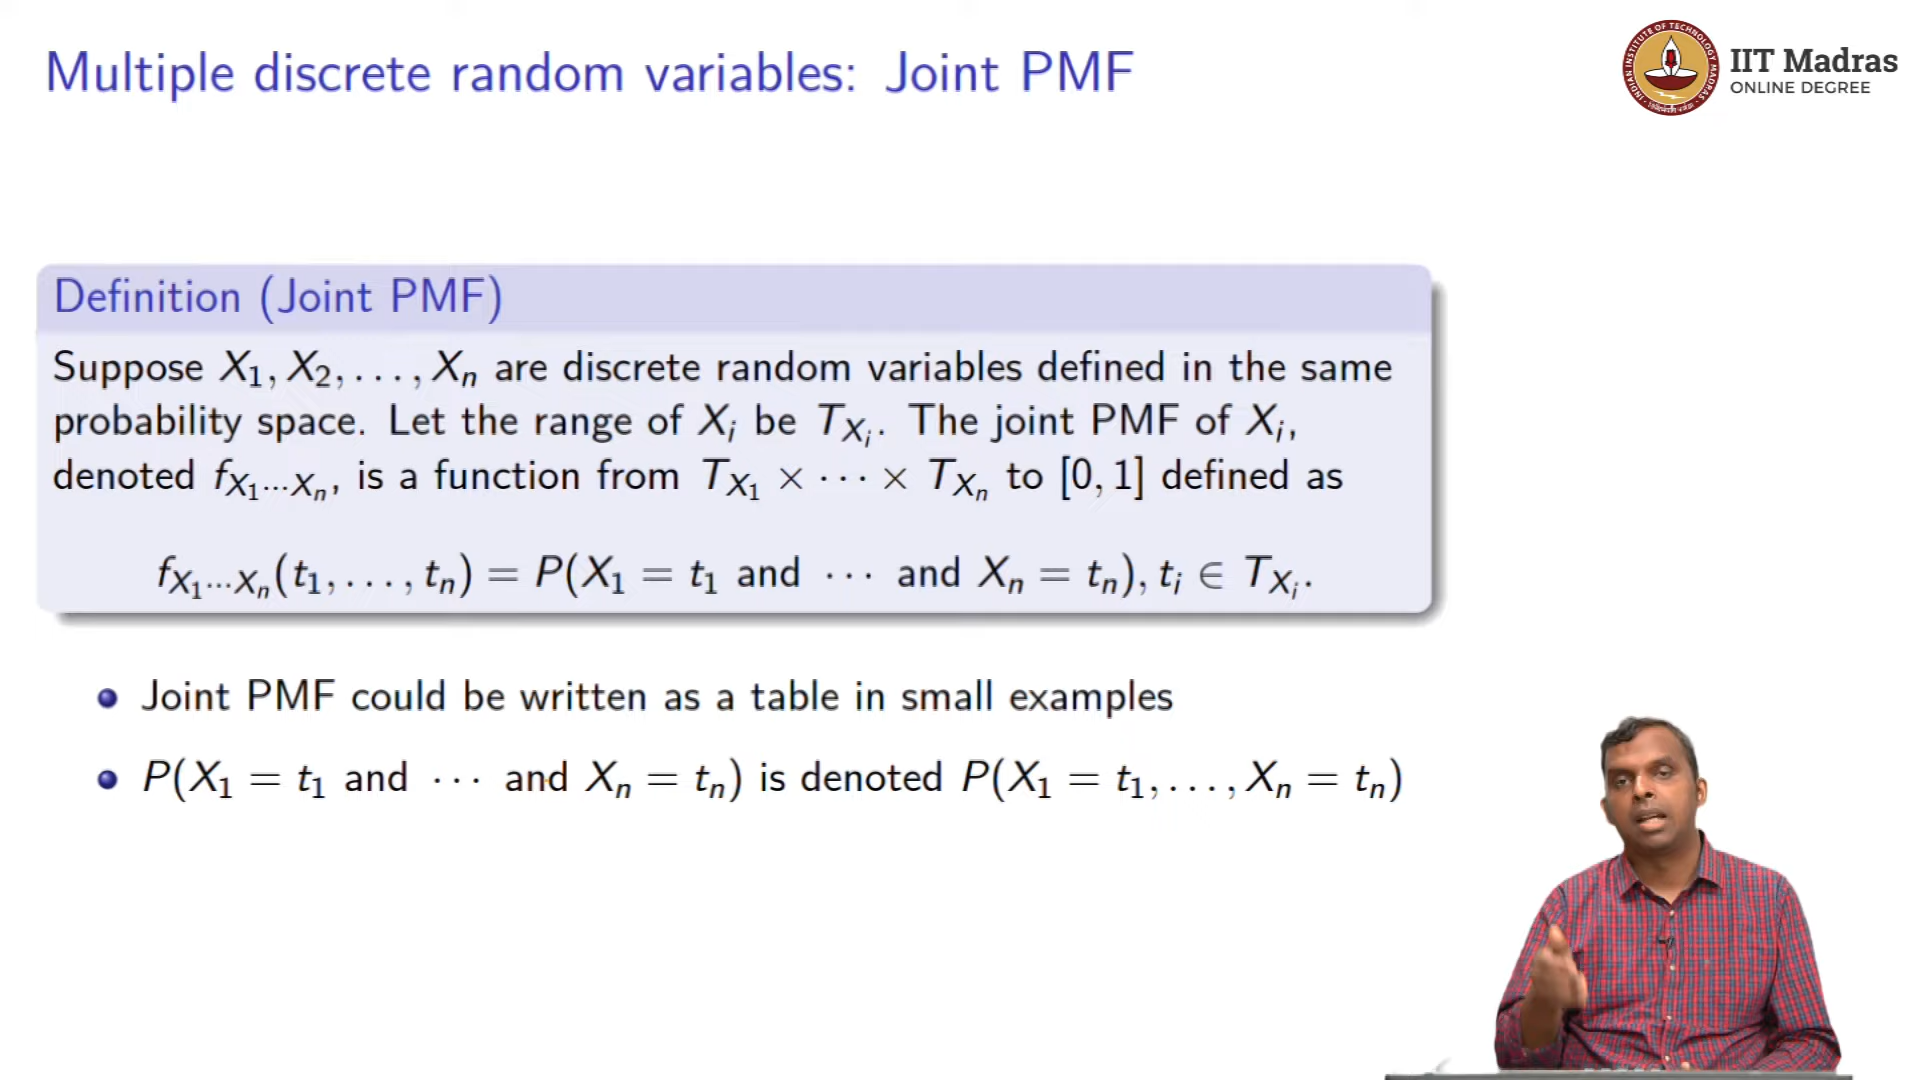 Multiple discrete random variables: Joint PMF
IIT Madras
ONLINE DEGREE
Definition (Joint PMF)
Suppose X₁, X₂, . . . , Xₙ are discrete random variables defined in the same
probability space. Let the range of Xᵢ be T_{Xᵢ}. The joint PMF of Xᵢ,
denoted f_{X₁···Xₙ}, is a function from T_{X₁} × · · · × T_{Xₙ} to [0, 1] defined as
f_{X₁···Xₙ}(t₁, . . . , tₙ) = P(X₁ = t₁ and · · · and Xₙ = tₙ), tᵢ ∈ T_{Xᵢ}.
Joint PMF could be written as a table in small examples
P(X₁ = t₁ and · · · and Xₙ = tₙ) is denoted P(X₁ = t₁, . . . , Xₙ = tₙ)